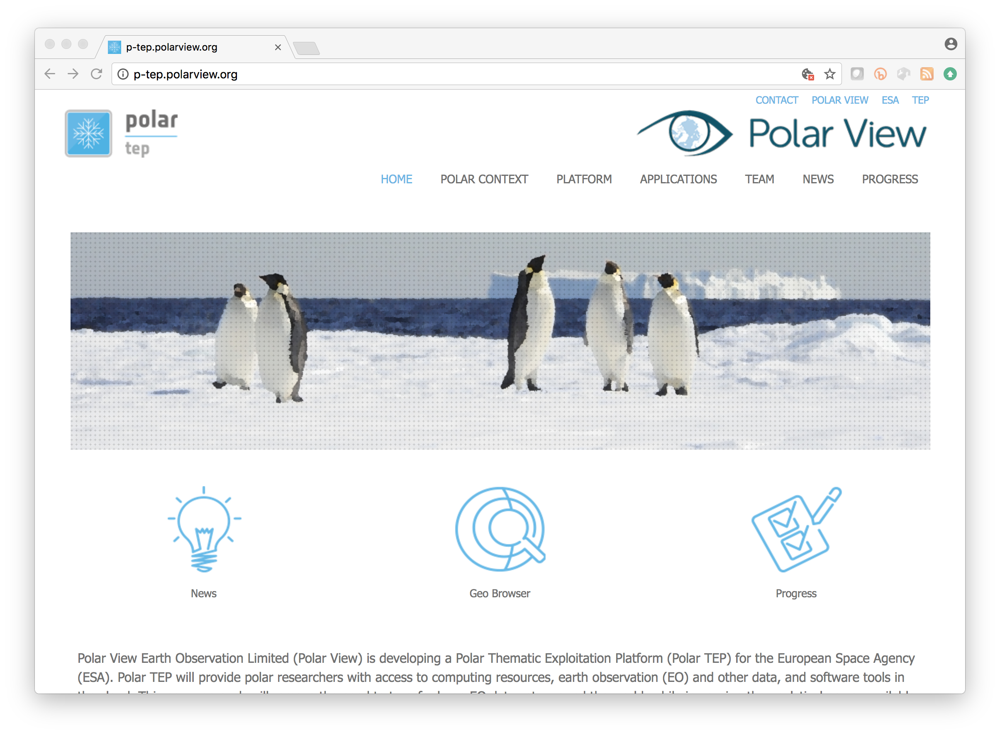 p-tep.polarview.org
p-tep.polarview.org
CONTACT POLAR VIEW ESA TEP
polar
tep
Polar View
HOME POLAR CONTEXT PLATFORM APPLICATIONS TEAM NEWS PROGRESS
News Geo Browser Progress
Polar View Earth Observation Limited (Polar View) is developing a Polar Thematic Exploitation Platform (Polar TEP) for the European Space Agency
(ESA). Polar TEP will provide polar researchers with access to computing resources, earth observation (EO) and other data, and software tools in